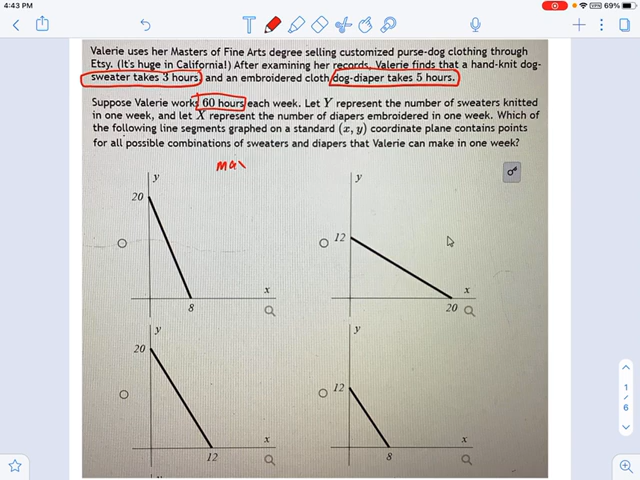 4:43 PM
VPN 69%
T
Valerie uses her Masters of Fine Arts degree selling customized purse-dog clothing through
Etsy. (It's huge in California!) After examining her records, Valerie finds that a hand-knit dog-
sweater takes 3 hours, and an embroidered cloth dog-diaper takes 5 hours.
Suppose Valerie works 60 hours each week. Let Y represent the number of sweaters knitted
in one week, and let X represent the number of diapers embroidered in one week. Which of
the following line segments graphed on a standard (x, y) coordinate plane contains points
for all possible combinations of sweaters and diapers that Valerie can make in one week?
y
20
x
8
y
12
x
20
y
20
x
12
y
12
x
8
1
/
6